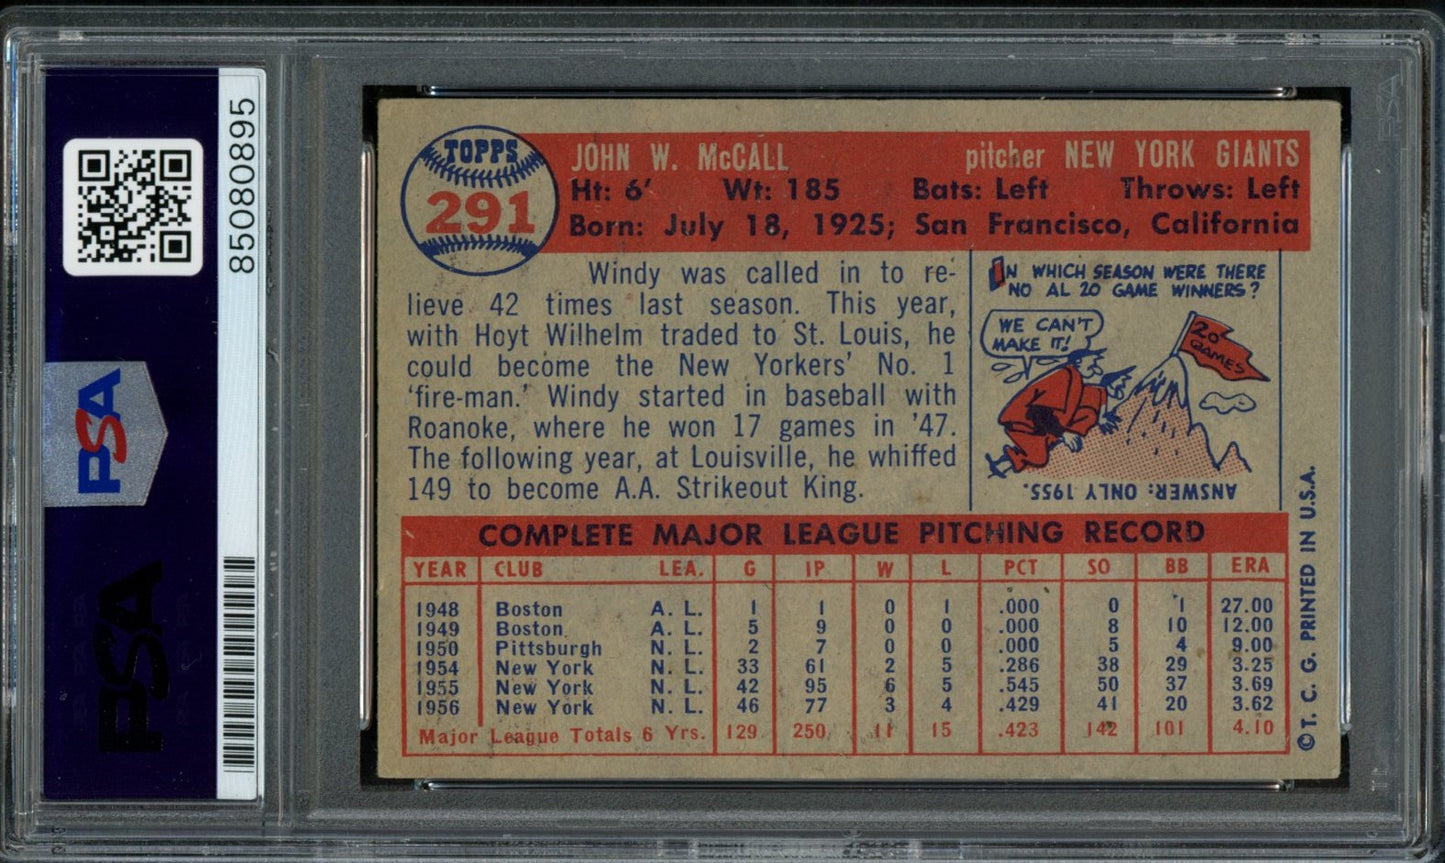 85080895
PSA
PSA
PSA
TOPPS
291
JOHN W. McCALL pitcher NEW YORK GIANTS
Ht: 6' Wt: 185 Bats: Left Throws: Left
Born: July 18, 1925; San Francisco, California
Windy was called in to re-
lieve 42 times last season. This year,
with Hoyt Wilhelm traded to St. Louis, he
could become the New Yorkers' No. 1
'fire-man.' Windy started in baseball with
Roanoke, where he won 17 games in '47.
The following year, at Louisville, he whiffed
149 to become A.A. Strikeout King.
IN WHICH SEASON WERE THERE
NO AL 20 GAME WINNERS?
WE CAN'T
MAKE IT!
20
GAMES
ANSWER: ONLY 1955.
COMPLETE MAJOR LEAGUE PITCHING RECORD
YEAR CLUB LEA. G IP W L PCT SO BB ERA
1948 Boston A. L. 1 1 0 1 .000 0 1 27.00
1949 Boston A. L. 5 9 0 0 .000 8 10 12.00
1950 Pittsburgh N. L. 2 7 0 0 .000 5 4 9.00
1954 New York N. L. 33 61 2 5 .286 38 29 3.25
1955 New York N. L. 42 95 6 5 .545 50 37 3.69
1956 New York N. L. 46 77 3 4 .429 41 20 3.62
Major League Totals 6 Yrs. 129 250 11 15 .423 142 101 4.10
© T. C. G. PRINTED IN U.S.A.